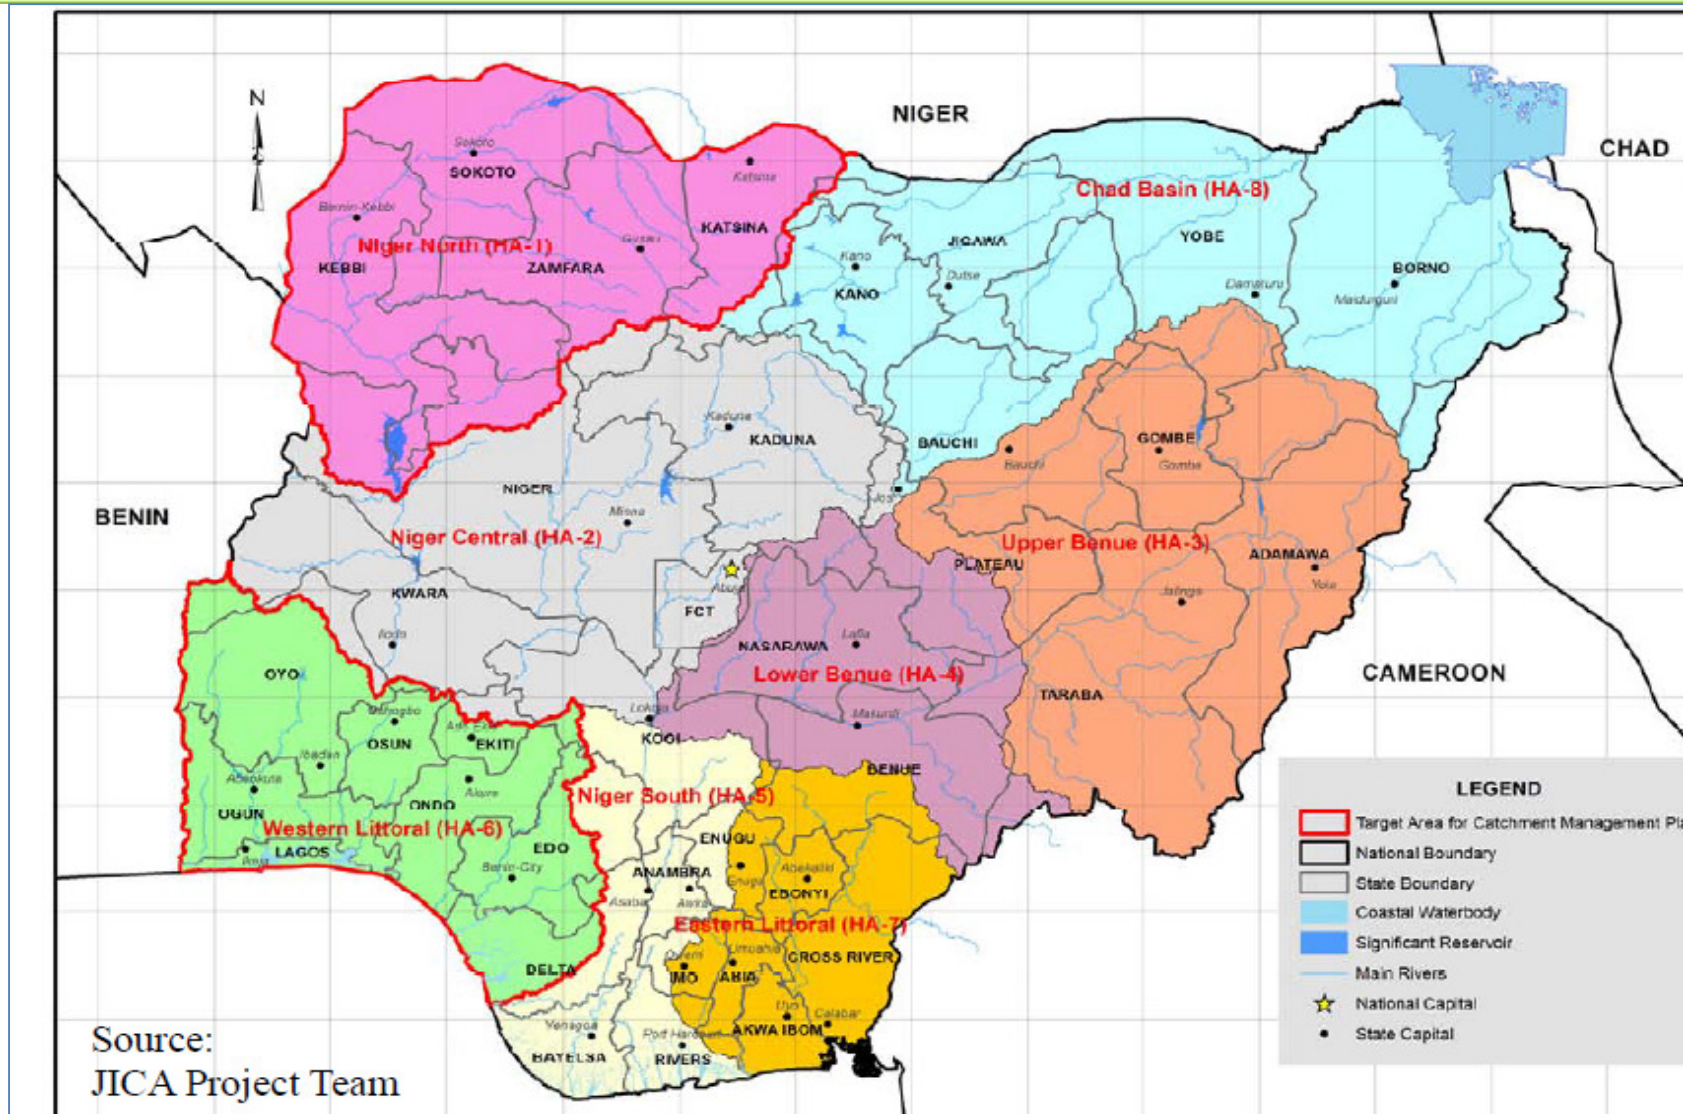 N
NIGER
CHAD
Sokoto
SOKOTO
Katsina
Chad Basin (HA-8)
Birnin-Kebbi
KATSINA
YOBE
JIGAWA
Niger North (HA-1)
Gusau
KEBBI
ZAMFARA
Kano
BORNO
Dutse
Damaturu
KANO
Maiduguri
Kaduna
KADUNA
BAUCHI
GOMBE
Bauchi
Gombe
NIGER
Jos
BENIN
Minna
Niger Central (HA-2)
Upper Benue (HA-3)
ADAMAWA
PLATEAU
Abuja
Yola
KWARA
Jalingo
FCT
Ilorin
Lafia
NASARAWA
OYO
Lower Benue (HA-4)
CAMEROON
TARABA
Oshogbo
Lokoja
Makurdi
Ado-Ekiti
OSUN
EKITI
KOGI
Ibadan
BENUE
Abeokuta
Akure
Niger South (HA-5)
ONDO
OGUN
Western Littoral (HA-6)
ENUGU
LAGOS
Ikeja
EDO
Benin-City
ANAMBRA
Enugu
Abakaliki
EBONYI
Asaba
Awka
Eastern Littoral (HA-7)
Umuahia
Owerri
CROSS RIVER
DELTA
IMO
ABIA
Uyo
Calabar
Yenagoa
Port Harcourt
AKWA IBOM
BAYELSA
RIVERS
LEGEND
Target Area for Catchment Management Pla
National Boundary
State Boundary
Coastal Waterbody
Significant Reservoir
Main Rivers
National Capital
State Capital
Source:
JICA Project Team